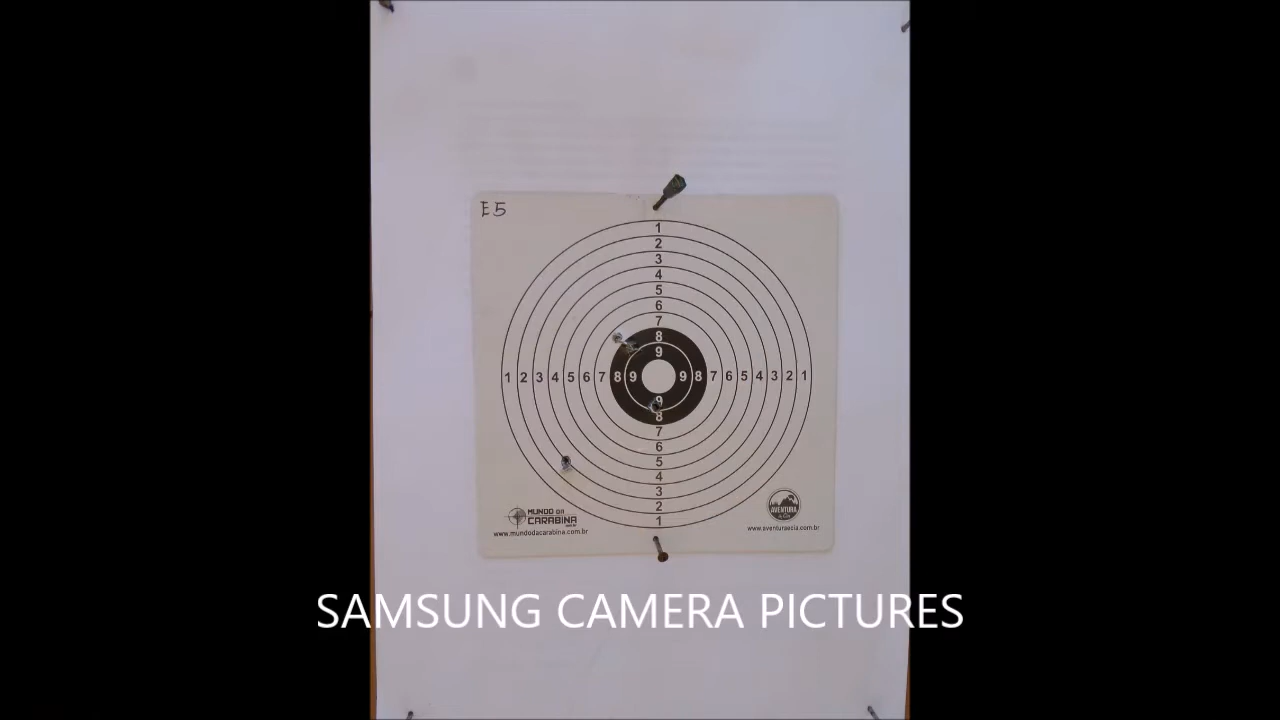 E5
1
2
3
4
5
6
7
8
9
1 2 3 4 5 6 7 8 9 9 8 7 6 5 4 3 2 1
9
8
7
6
5
4
3
2
1
MUNDO DA
CARABINA
www.mundodacarabina.com.br
AVENTURA
& CIA
www.aventuraecia.com.br
SAMSUNG CAMERA PICTURES